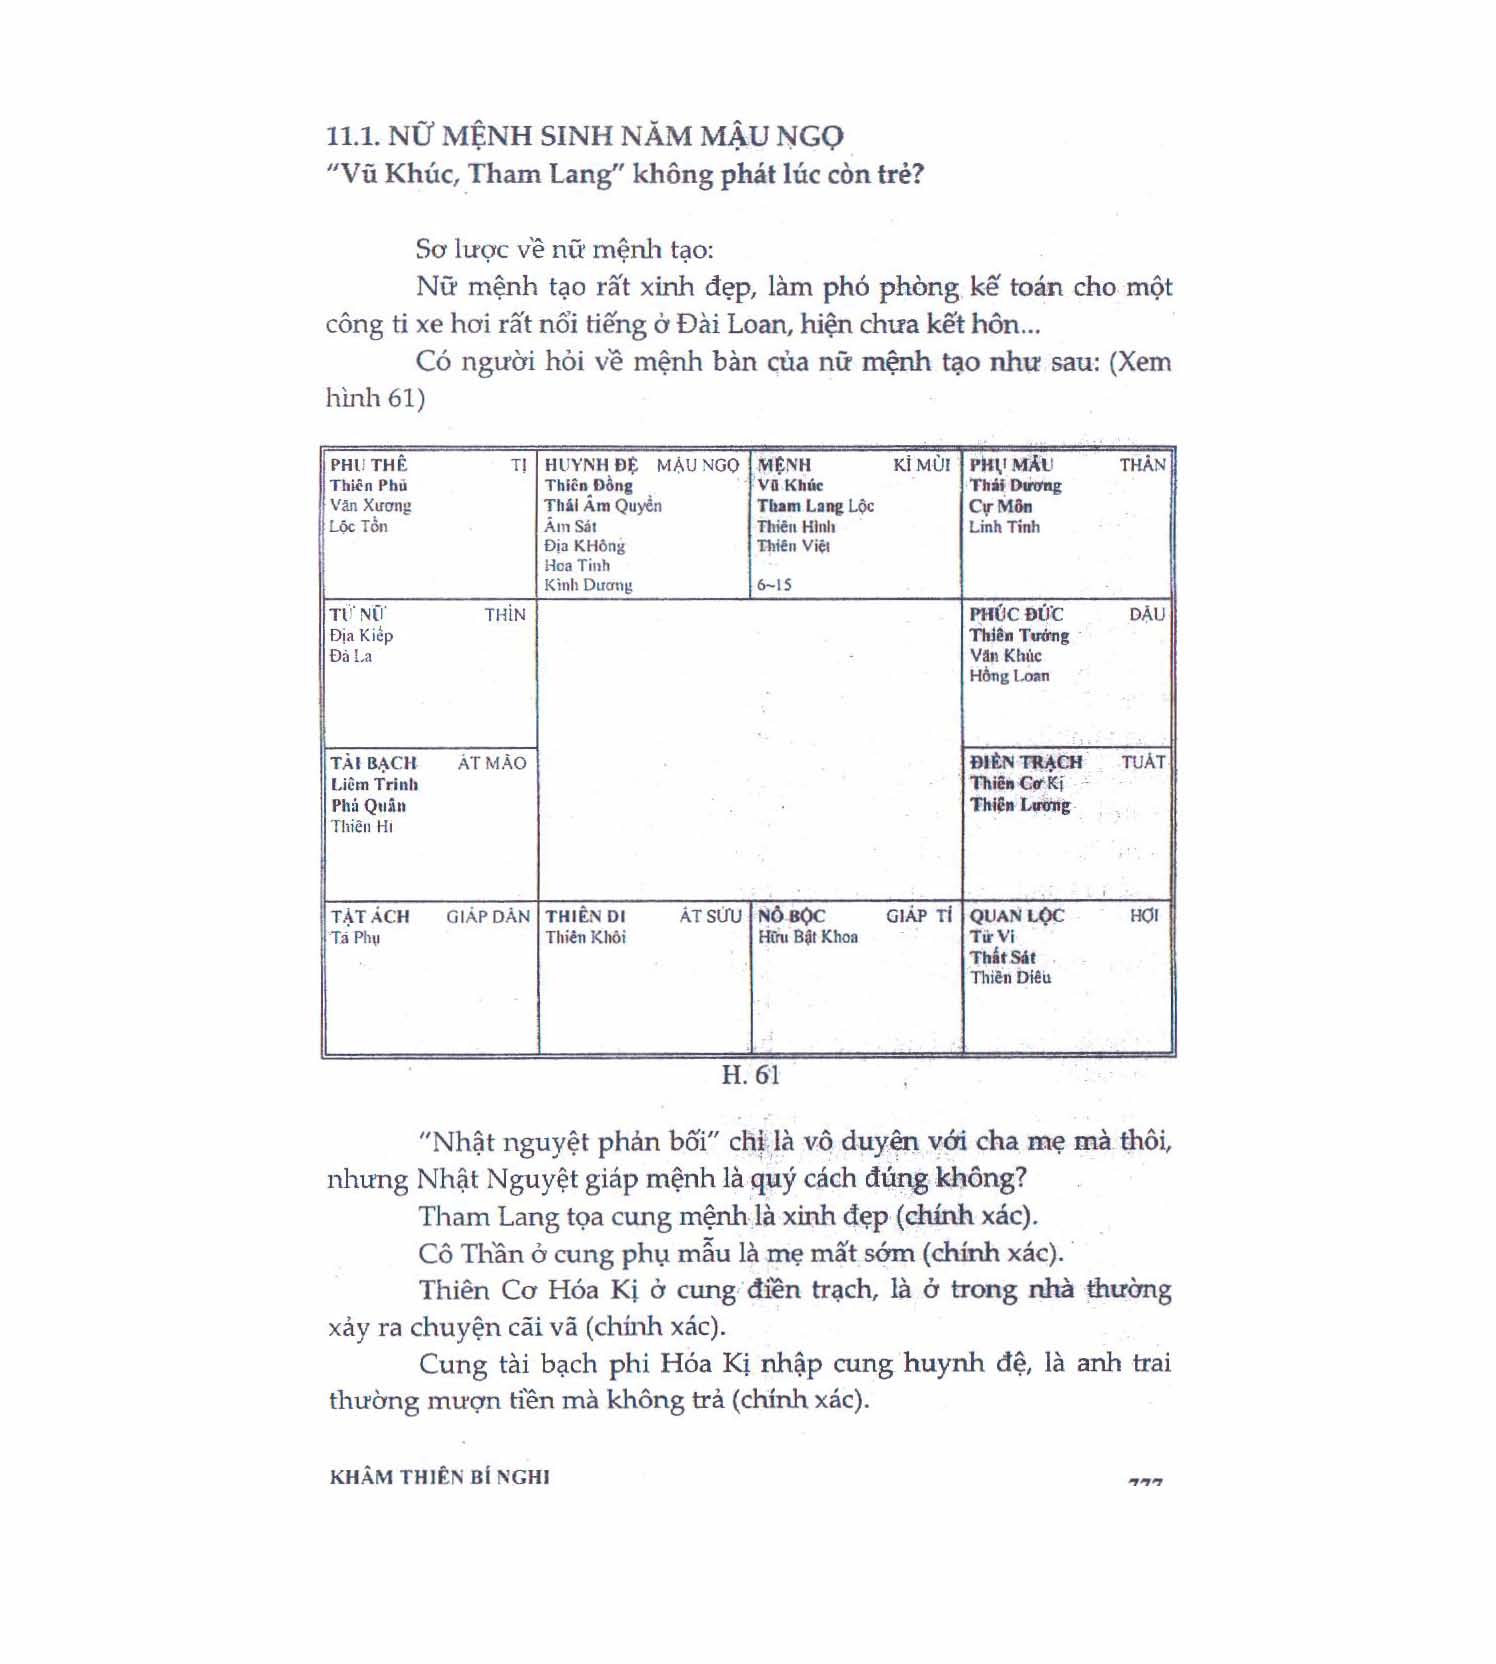 11.1. NỮ MỆNH SINH NĂM MẬU NGỌ
"Vũ Khúc, Tham Lang" không phát lúc còn trẻ?
Sơ lược về nữ mệnh tạo:
Nữ mệnh tạo rất xinh đẹp, làm phó phòng kế toán cho một
công ti xe hơi rất nổi tiếng ở Đài Loan, hiện chưa kết hôn...
Có người hỏi về mệnh bàn của nữ mệnh tạo như sau: (Xem
hình 61)
PHU THÊ TỊ
Thiên Phủ
Văn Xương
Lộc Tồn
HUYNH ĐỆ MẬU NGỌ
Thiên Đồng
Thái Âm Quyền
Âm Sát
Địa KHông
Hoa Tinh
Kình Dương
MỆNH KỈ MÙI
Vũ Khúc
Tham Lang Lộc
Thiên Hình
Thiên Việt
6~15
PHỤ MẪU THÂN
Thái Dương
Cự Môn
Linh Tinh
TỬ NỮ THÌN
Địa Kiếp
Đà La
PHÚC ĐỨC DẬU
Thiên Tướng
Văn Khúc
Hồng Loan
TÀI BẠCH ẤT MÃO
Liêm Trinh
Phá Quân
Thiên Hỉ
ĐIỀN TRẠCH TUẤT
Thiên Cơ Kị
Thiên Lương
TẬT ÁCH GIÁP DẦN
Tả Phụ
THIÊN DI ẤT SỬU
Thiên Khôi
NÔ BỘC GIÁP TÍ
Hữu Bật Khoa
QUAN LỘC HỢI
Tử Vi
Thất Sát
Thiên Diêu
H. 61
"Nhật nguyệt phản bối" chỉ là vô duyên với cha mẹ mà thôi,
nhưng Nhật Nguyệt giáp mệnh là quý cách đúng không?
Tham Lang tọa cung mệnh là xinh đẹp (chính xác).
Cô Thần ở cung phụ mẫu là mẹ mất sớm (chính xác).
Thiên Cơ Hóa Kị ở cung điền trạch, là ở trong nhà thường
xảy ra chuyện cãi vã (chính xác).
Cung tài bạch phi Hóa Kị nhập cung huynh đệ, là anh trai
thường mượn tiền mà không trả (chính xác).
KHÂM THIÊN BÍ NGHI